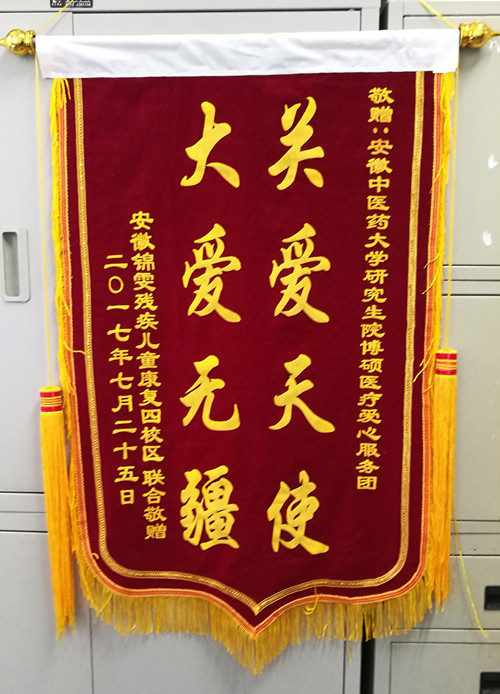 敬赠：安徽中医药大学研究生院博硕医疗爱心服务团
关爱天使
大爱无疆
安徽锦雯残疾儿童康复四校区 联合敬赠
二〇一七年七月二十五日